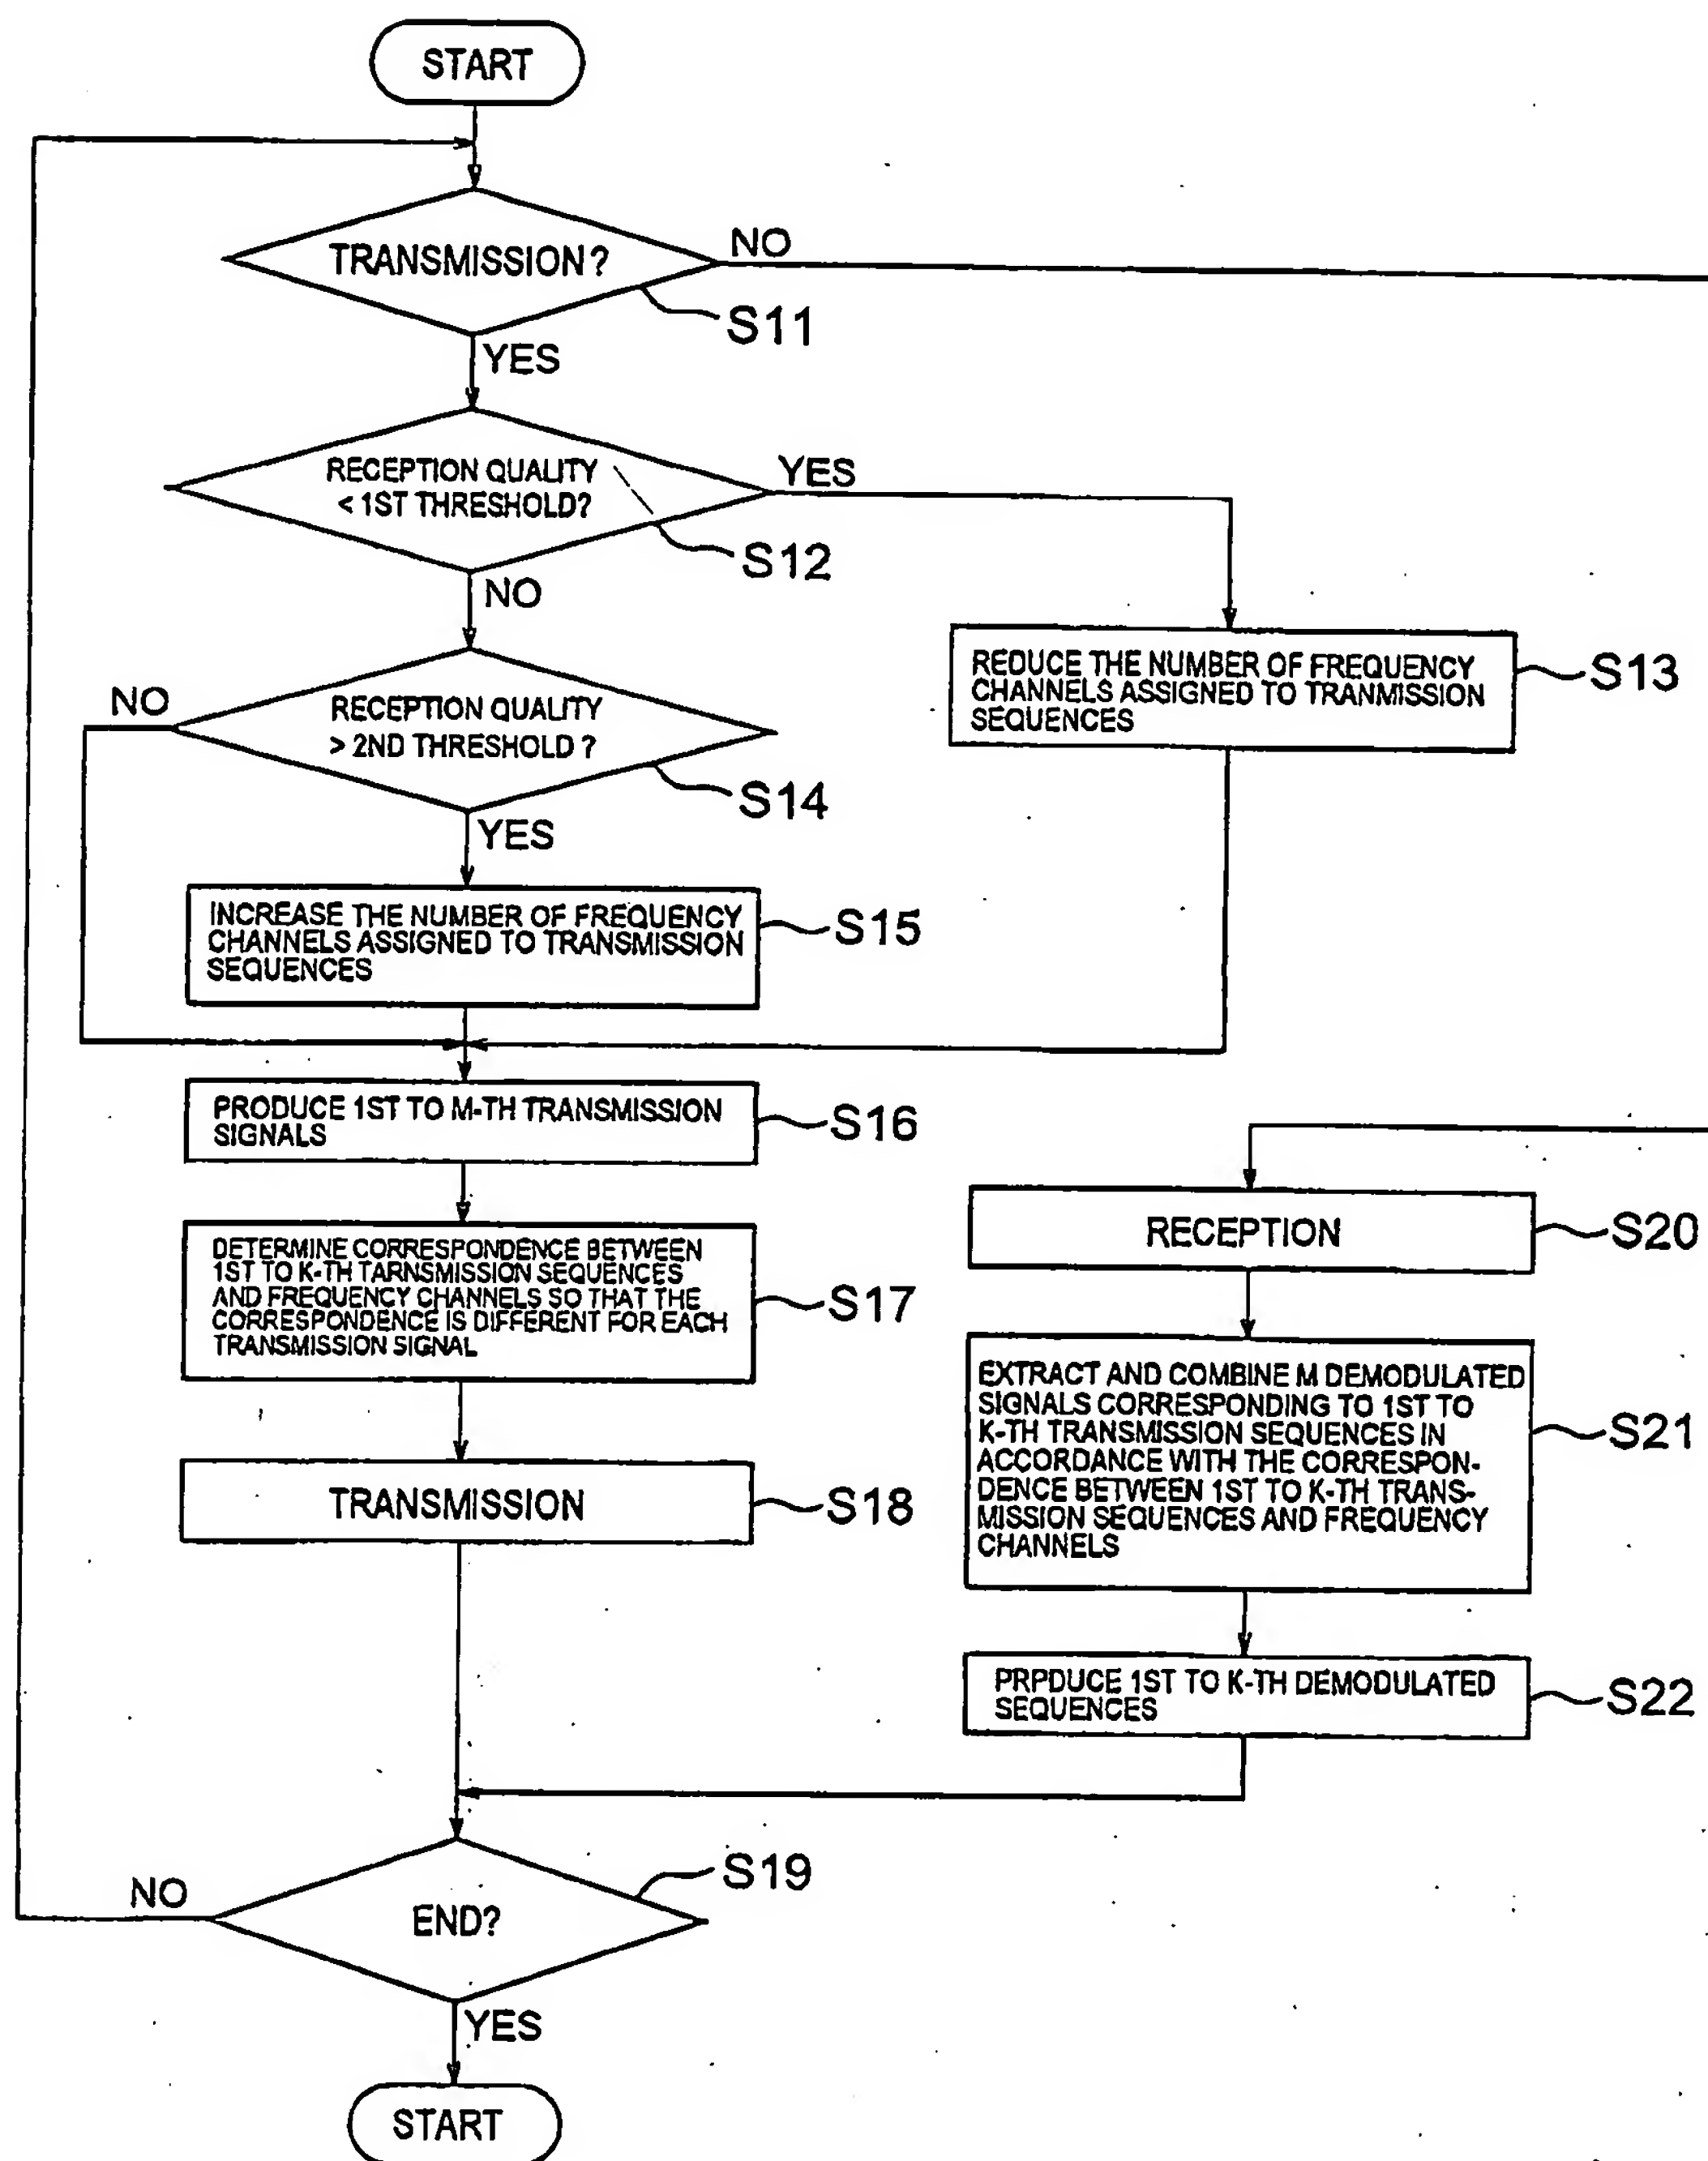 START
TRANSMISSION?
NO
S11
YES
RECEPTION QUALITY
< 1ST THRESHOLD?
YES
S12
NO
REDUCE THE NUMBER OF FREQUENCY
CHANNELS ASSIGNED TO TRANMISSION
SEQUENCES
S13
NO
RECEPTION QUALITY
> 2ND THRESHOLD ?
S14
YES
INCREASE THE NUMBER OF FREQUENCY
CHANNELS ASSIGNED TO TRANSMISSION
SEQUENCES
S15
PRODUCE 1ST TO M-TH TRANSMISSION
SIGNALS
S16
DETERMINE CORRESPONDENCE BETWEEN
1ST TO K-TH TARNSMISSION SEQUENCES
AND FREQUENCY CHANNELS SO THAT THE
CORRESPONDENCE IS DIFFERENT FOR EACH
TRANSMISSION SIGNAL
S17
TRANSMISSION
S18
RECEPTION
S20
EXTRACT AND COMBINE M DEMODULATED
SIGNALS CORRESPONDING TO 1ST TO
K-TH TRANSMISSION SEQUENCES IN
ACCORDANCE WITH THE CORRESPON-
DENCE BETWEEN 1ST TO K-TH TRANS-
MISSION SEQUENCES AND FREQUENCY
CHANNELS
S21
PRPDUCE 1ST TO K-TH DEMODULATED
SEQUENCES
S22
S19
NO
END?
YES
START